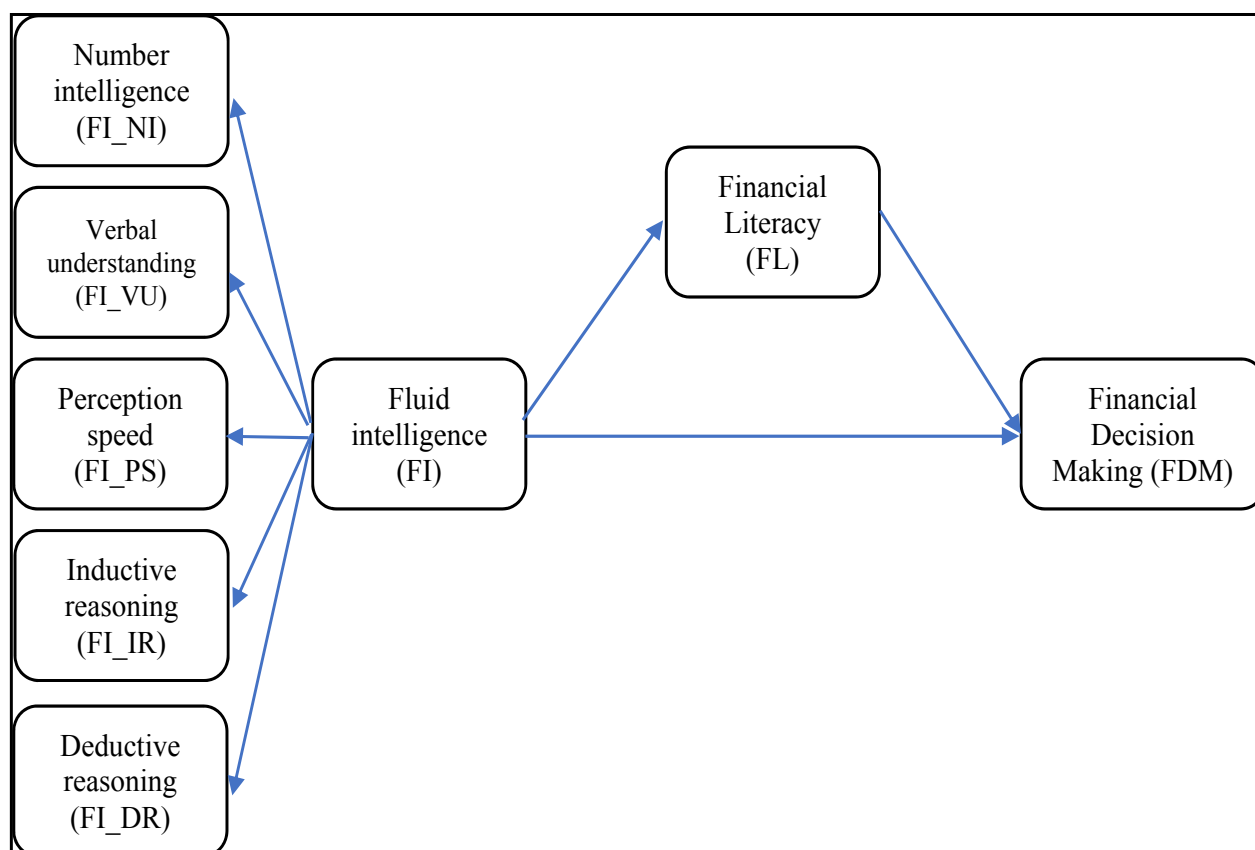 Number
intelligence
(FI_NI)
Verbal
understanding
(FI_VU)
Perception
speed
(FI_PS)
Inductive
reasoning
(FI_IR)
Deductive
reasoning
(FI_DR)
Fluid
intelligence
(FI)
Financial
Literacy
(FL)
Financial
Decision
Making (FDM)